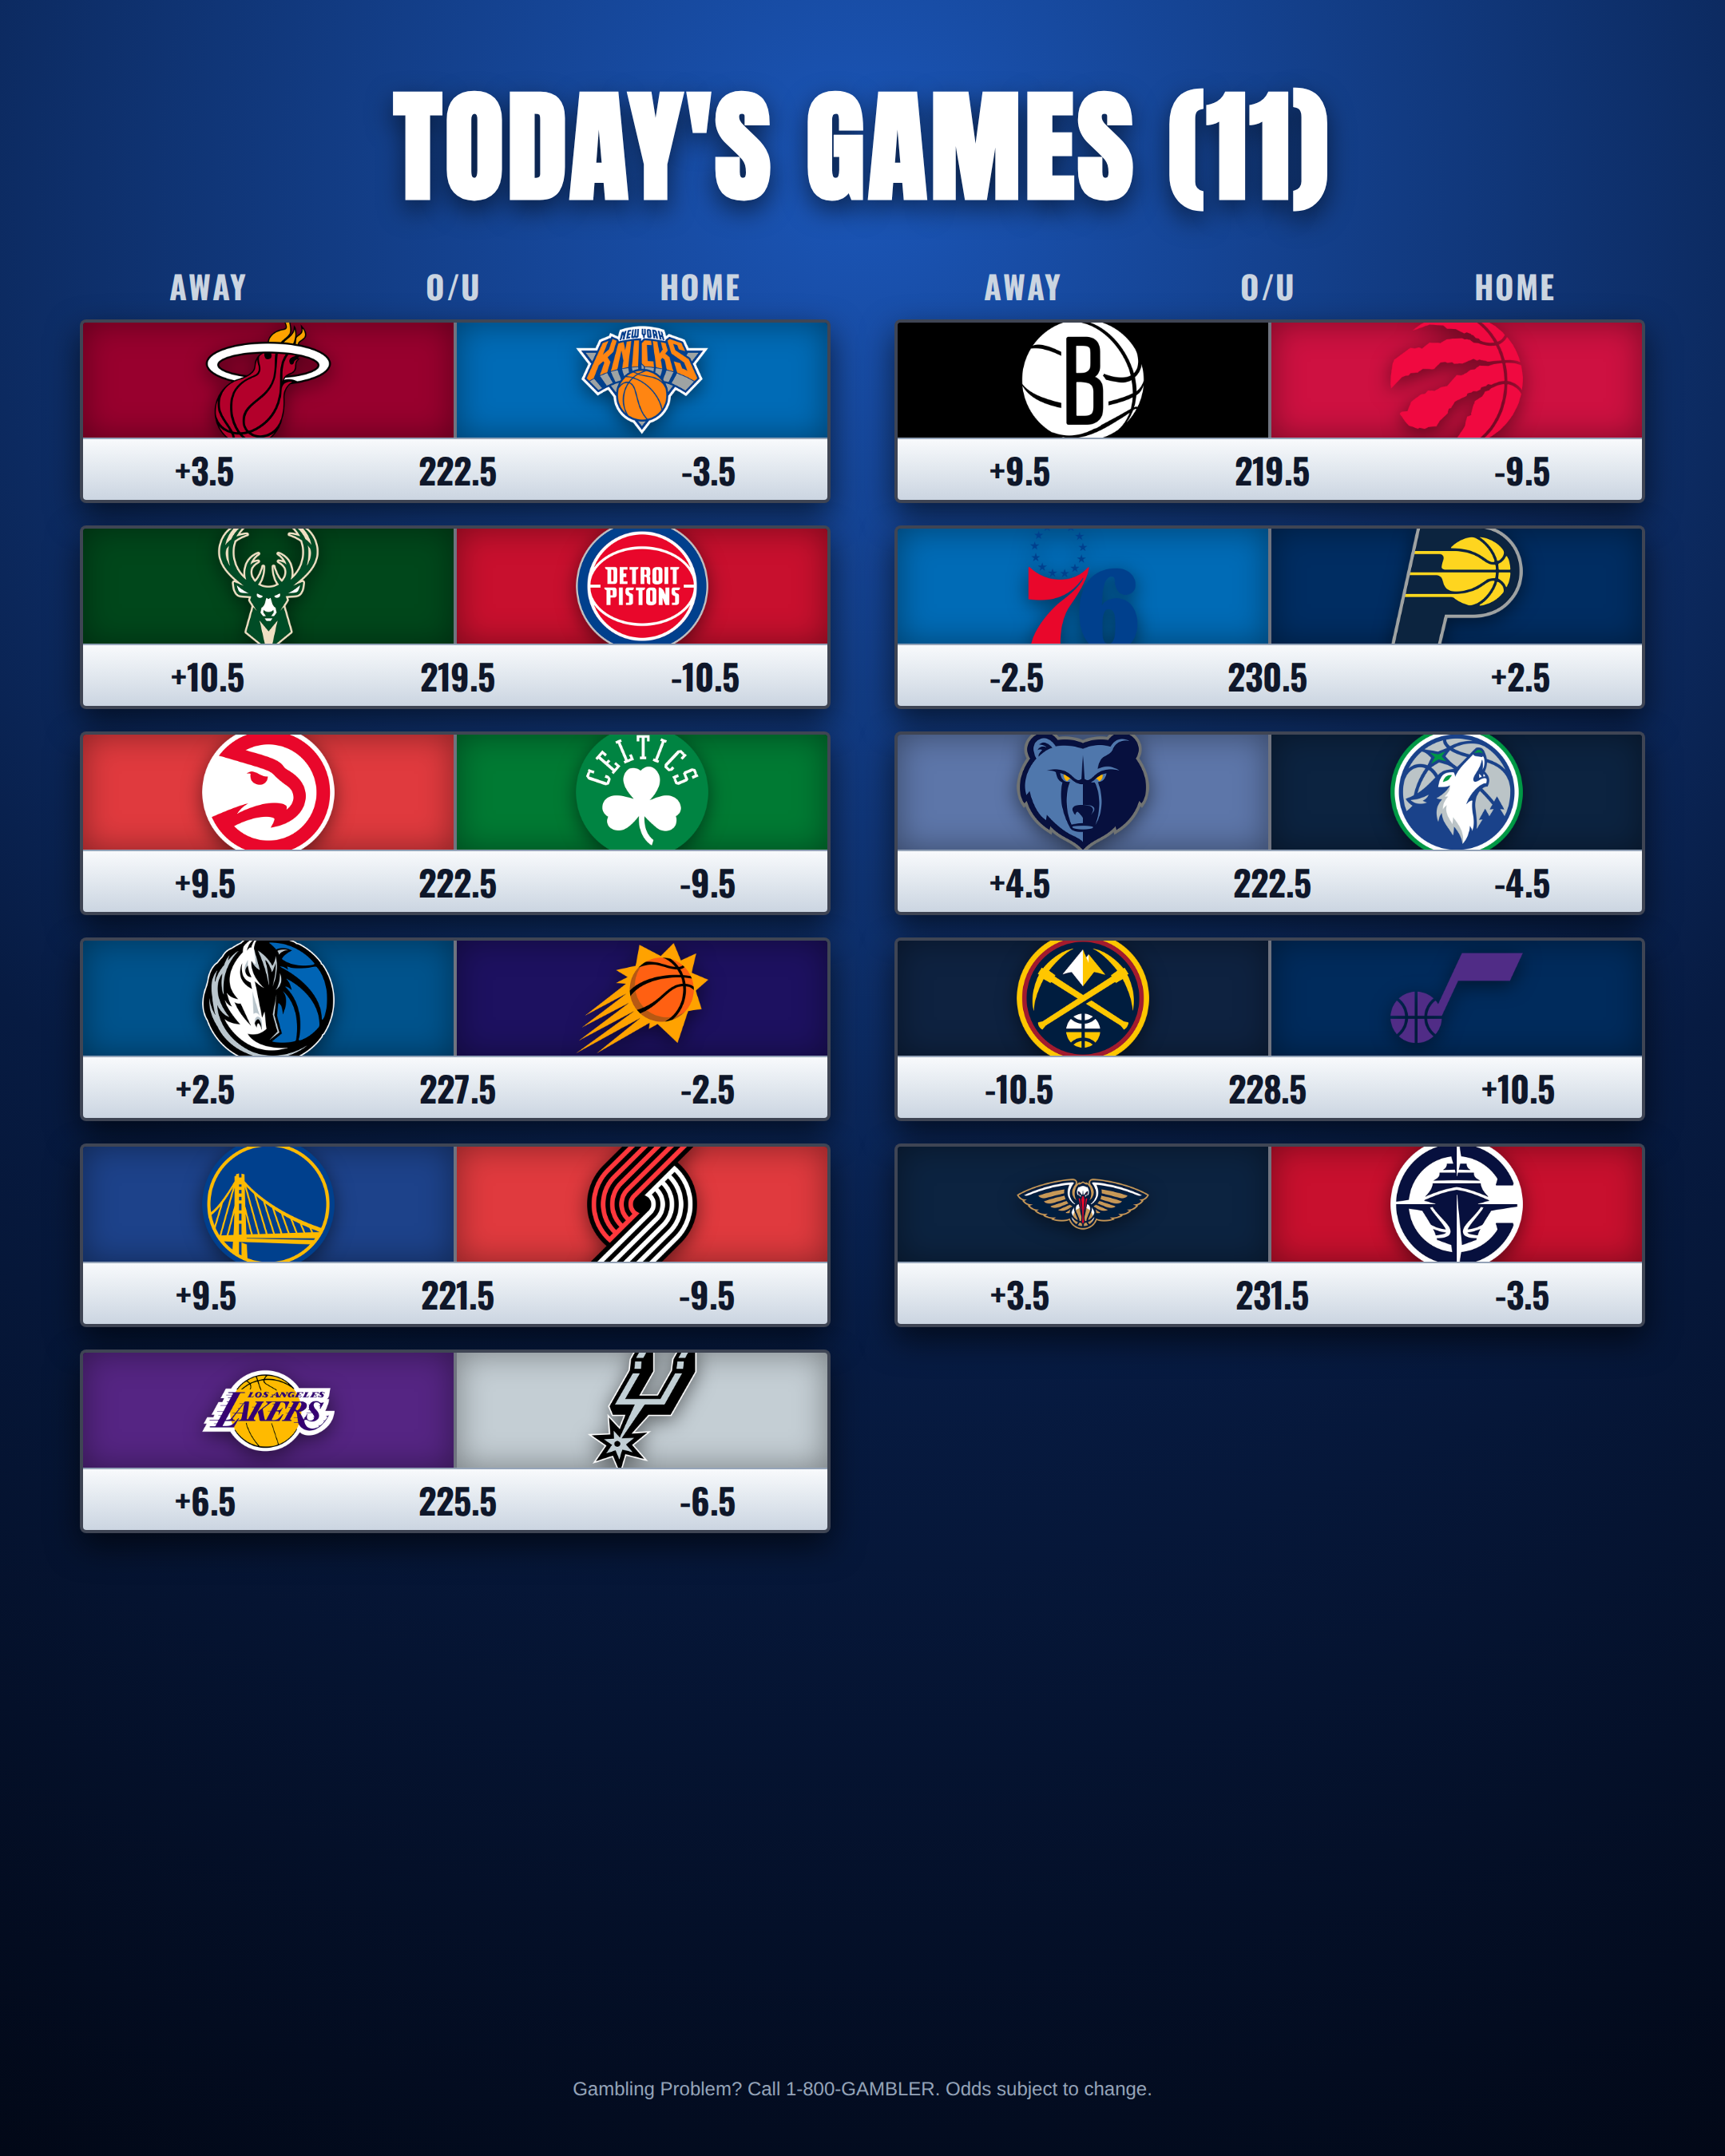 TODAY'S GAMES (11)
AWAY O/U HOME
AWAY O/U HOME
NEW YORK
KNICKS
B
+3.5 222.5 -3.5
+9.5 219.5 -9.5
DETROIT
PISTONS
76
P
+10.5 219.5 -10.5
-2.5 230.5 +2.5
CELTICS
+9.5 222.5 -9.5
+4.5 222.5 -4.5
+2.5 227.5 -2.5
-10.5 228.5 +10.5
C
+9.5 221.5 -9.5
+3.5 231.5 -3.5
LOS ANGELES
LAKERS
+6.5 225.5 -6.5
Gambling Problem? Call 1-800-GAMBLER. Odds subject to change.